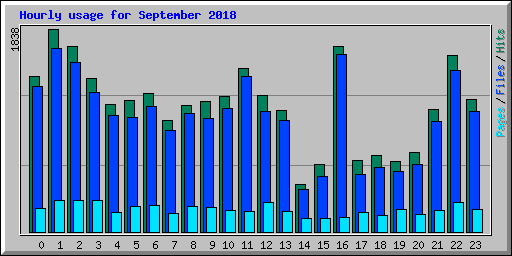 Hourly usage for September 2018
1838
Pages / Files / Hits
0 1 2 3 4 5 6 7 8 9 10 11 12 13 14 15 16 17 18 19 20 21 22 23